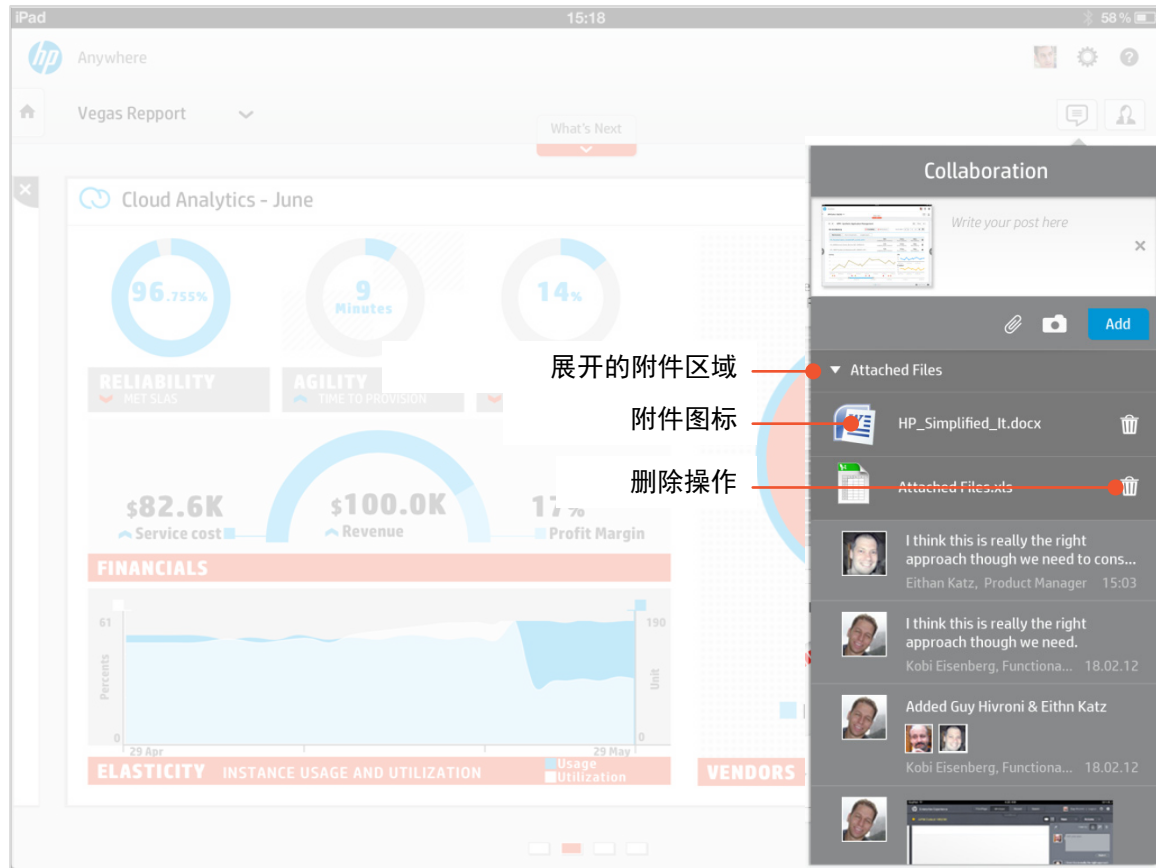 iPad 15:18 58 %
hp Anywhere
Vegas Repport
What's Next
Cloud Analytics - June
96.755%
9
Minutes
14%
RELIABILITY
MET SLAS
AGILITY
TIME TO PROVISION
$82.6K
Service cost
$100.0K
Revenue
17%
Profit Margin
FINANCIALS
61
190
Percents
Unit
0
0
29 Apr
29 May
ELASTICITY INSTANCE USAGE AND UTILIZATION
Usage
Utilization
VENDORS
展开的附件区域
附件图标
删除操作
Collaboration
Write your post here
Add
Attached Files
HP_Simplified_It.docx
Attached Files.xls
I think this is really the right
approach though we need to cons...
Eithan Katz, Product Manager 15:03
I think this is really the right
approach though we need.
Kobi Eisenberg, Functiona... 18.02.12
Added Guy Hivroni & Eithn Katz
Kobi Eisenberg, Functiona... 18.02.12